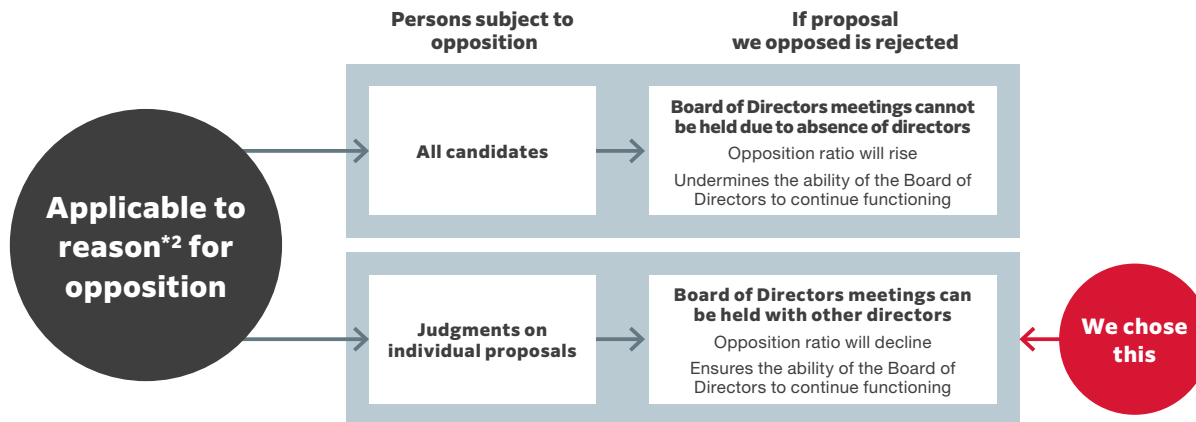 Persons subject to
opposition
If proposal
we opposed is rejected
Applicable to
reason*2 for
opposition
All candidates
Board of Directors meetings cannot
be held due to absence of directors
Opposition ratio will rise
Undermines the ability of the Board of
Directors to continue functioning
Judgments on
individual proposals
Board of Directors meetings can
be held with other directors
Opposition ratio will decline
Ensures the ability of the Board of
Directors to continue functioning
We chose
this